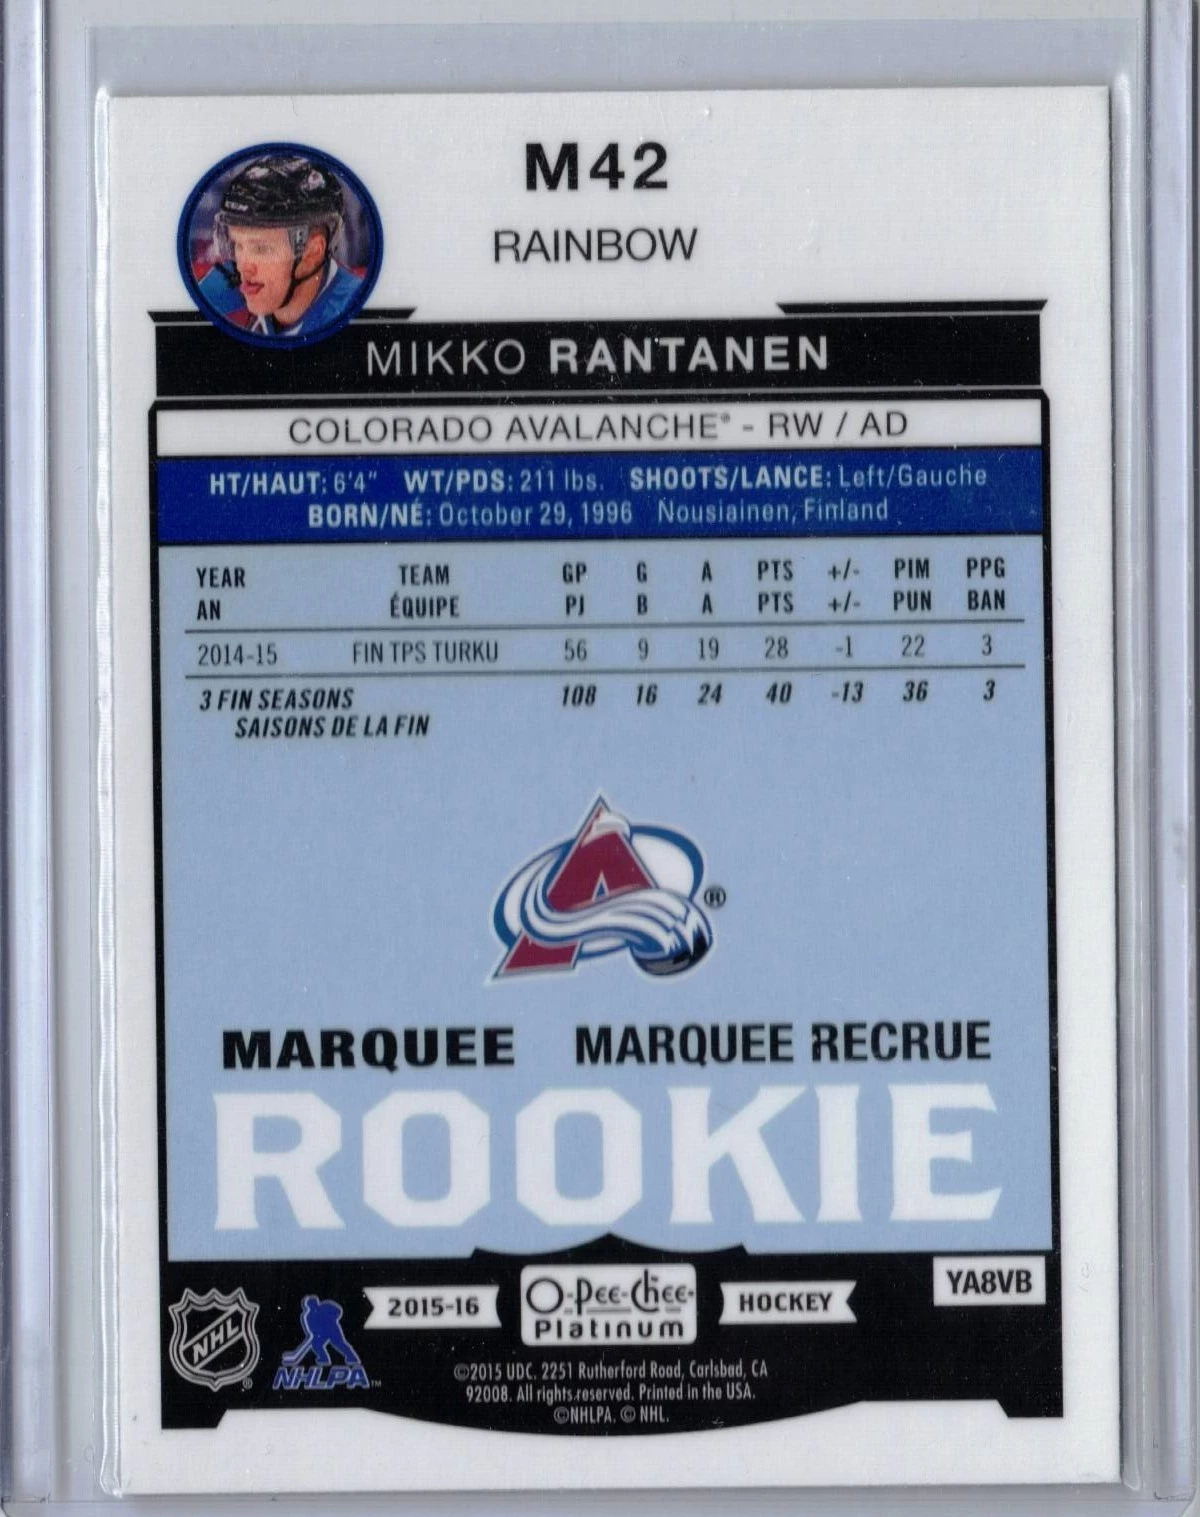 M42
RAINBOW
MIKKO RANTANEN
COLORADO AVALANCHE® - RW / AD
HT/HAUT: 6'4" WT/PDS: 211 lbs. SHOOTS/LANCE: Left/Gauche
BORN/NÉ: October 29, 1996 Nousiainen, Finland
YEAR TEAM GP G A PTS +/- PIM PPG
AN ÉQUIPE PJ B A PTS +/- PUN BAN
2014-15 FIN TPS TURKU 56 9 19 28 -1 22 3
3 FIN SEASONS 108 16 24 40 -13 36 3
SAISONS DE LA FIN
®
MARQUEE MARQUEE RECRUE
ROOKIE
YA8VB
NHL ®
NHLPA™
2015-16 O-Pee-Chee® HOCKEY
Platinum
©2015 UDC. 2251 Rutherford Road, Carlsbad, CA
92008. All rights reserved. Printed in the USA.
©NHLPA. © NHL.